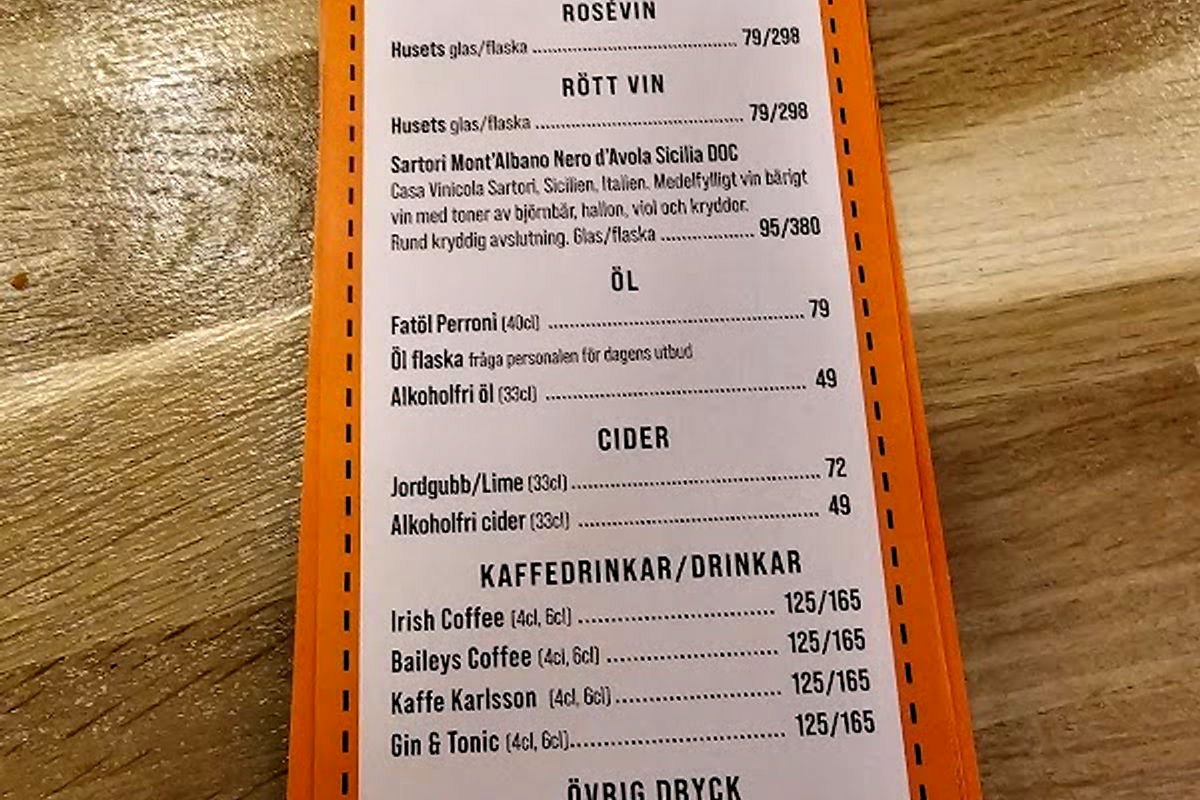 ROSÉVIN
Husets glas/flaska 79/298
RÖTT VIN
Husets glas/flaska 79/298
Sartori Mont'Albano Nero d'Avola Sicilia DOC
Casa Vinicola Sartori, Sicilien, Italien. Medelfylligt vin bärigt
vin med toner av björnbär, hallon, viol och kryddor.
Rund kryddig avslutning. Glas/flaska 95/380
ÖL
Fatöl Perroni (40cl) 79
Öl flaska fråga personalen för dagens utbud
Alkoholfri öl (33cl) 49
CIDER
Jordgubb/Lime (33cl) 72
Alkoholfri cider (33cl) 49
KAFFEDRINKAR/DRINKAR
Irish Coffee (4cl, 6cl) 125/165
Baileys Coffee (4cl, 6cl) 125/165
Kaffe Karlsson (4cl, 6cl) 125/165
Gin & Tonic (4cl, 6cl) 125/165
ÖVRIG DRYCK